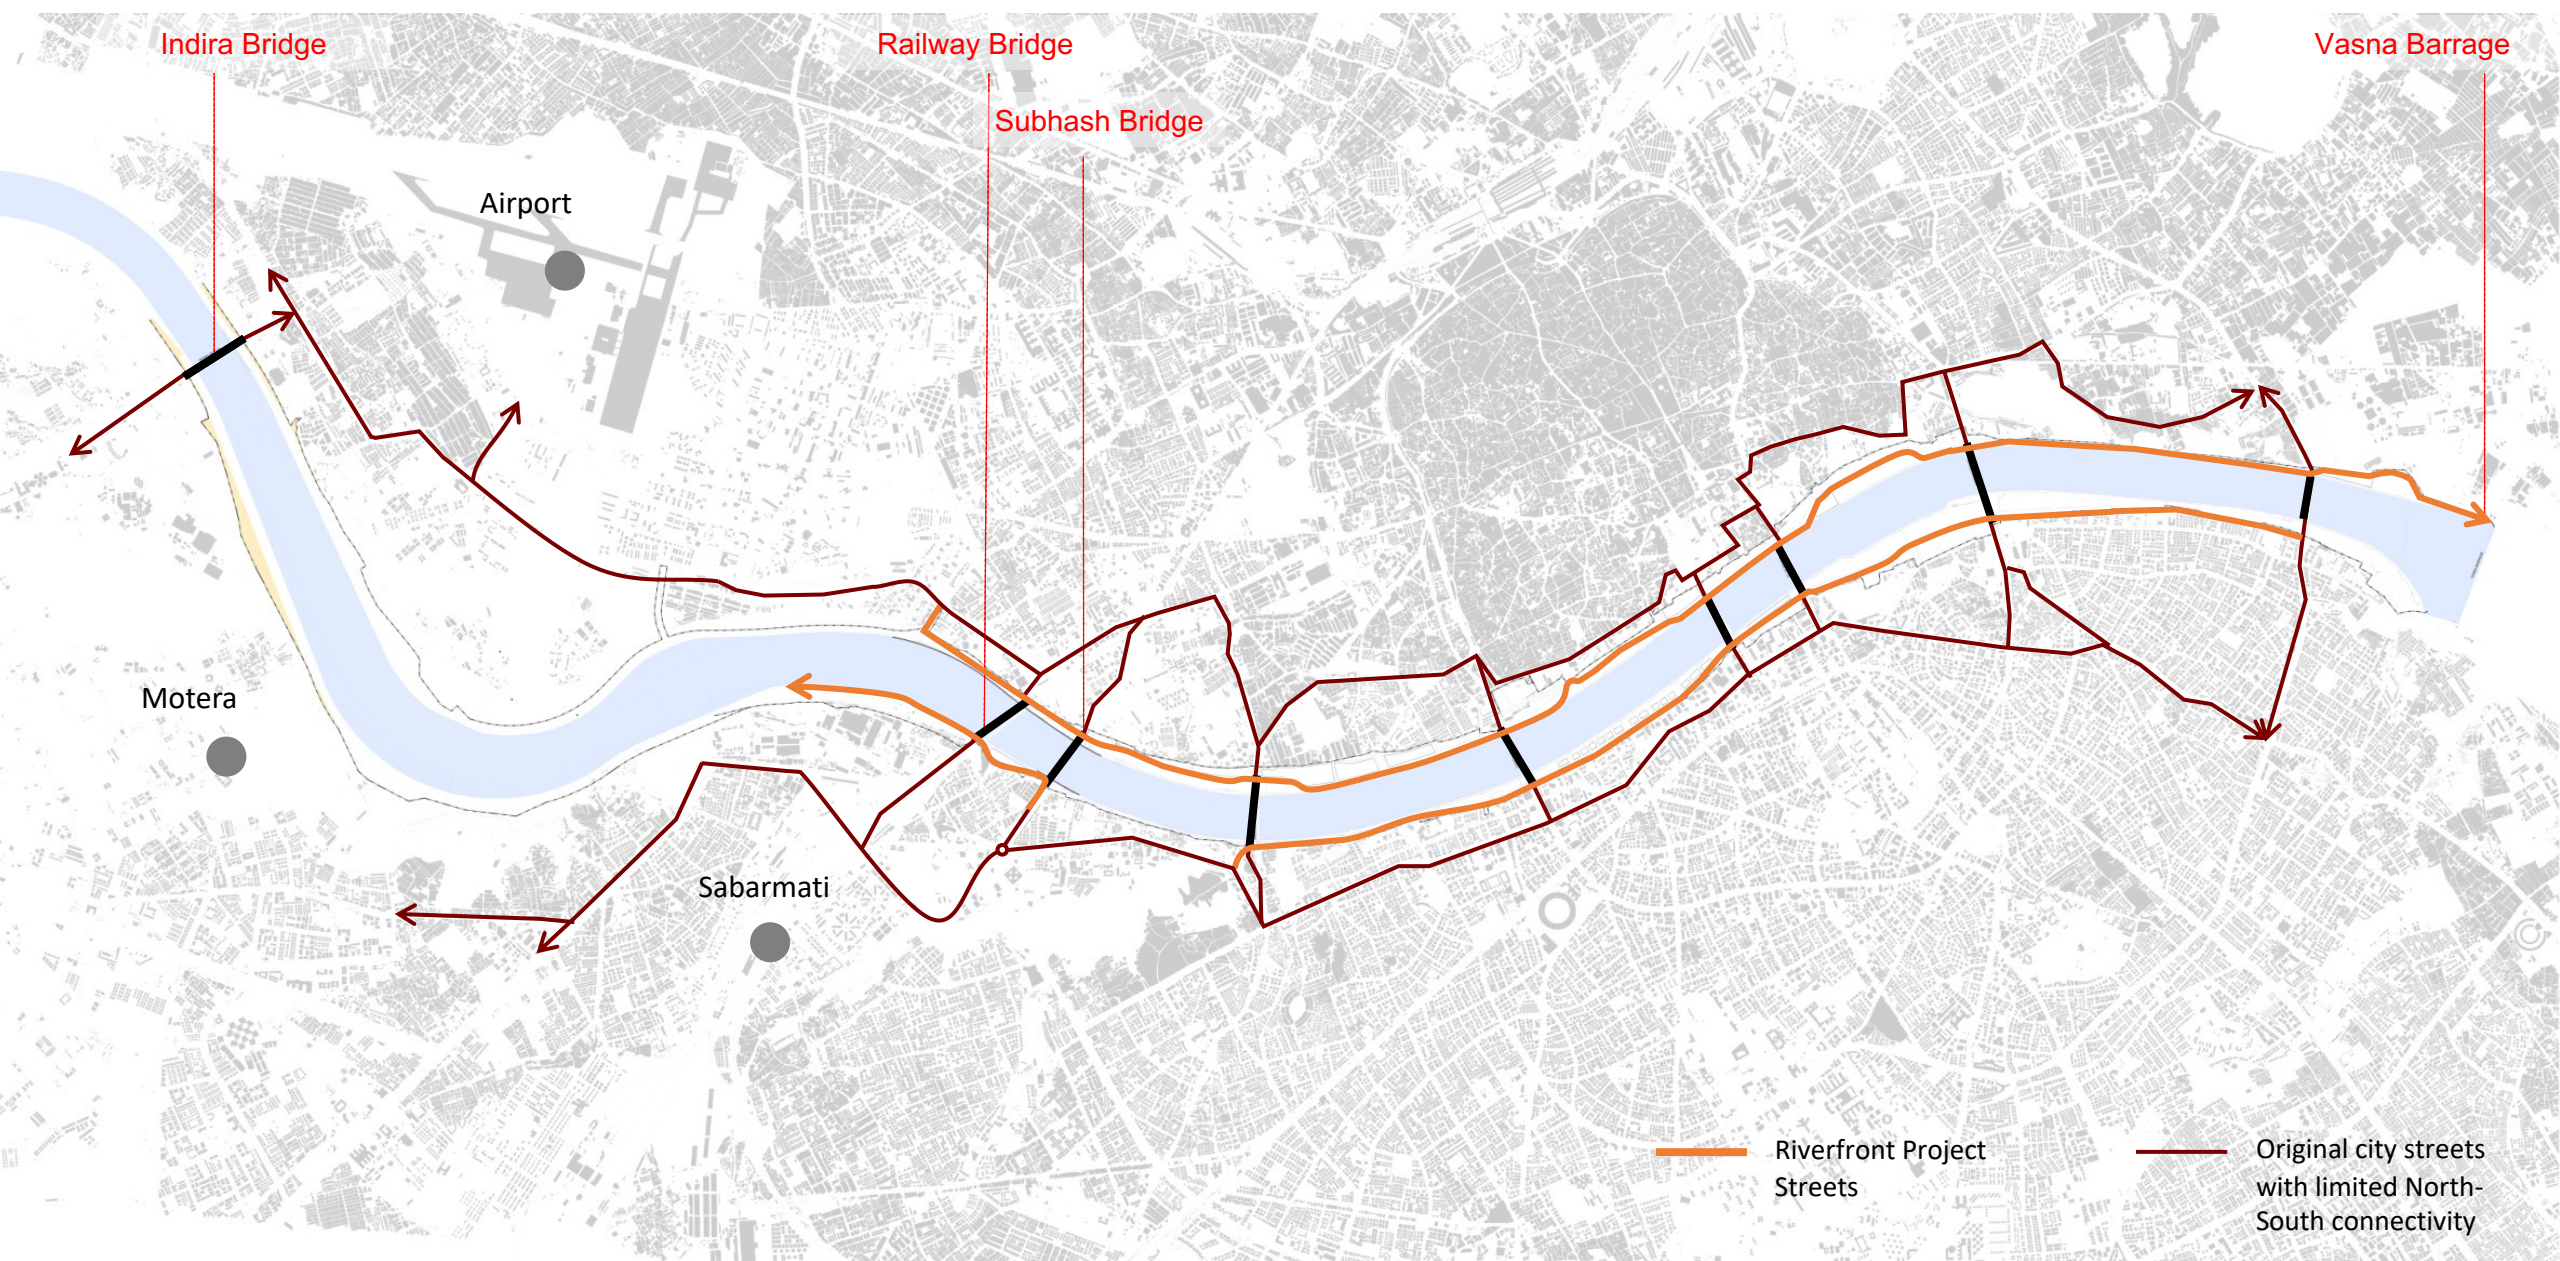 Indira Bridge
Railway Bridge
Vasna Barrage
Subhash Bridge
Airport
Motera
Sabarmati
Riverfront Project
Streets
Original city streets
with limited North-
South connectivity